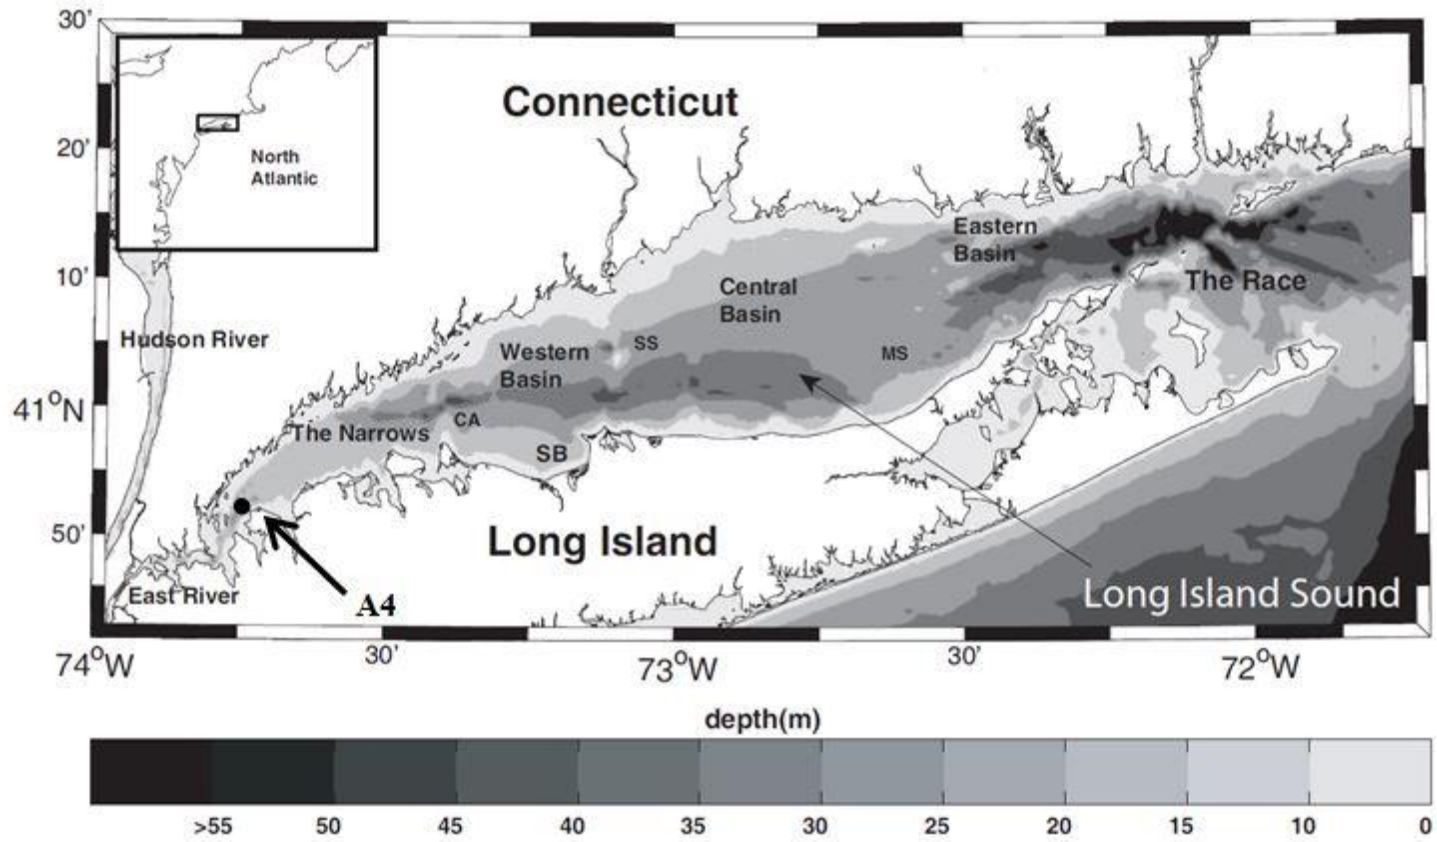 30'
20'
10'
41°N
50'
Connecticut
North
Atlantic
Hudson River
Eastern
Basin
The Race
Central
Basin
SS
MS
Western
Basin
CA
The Narrows
SB
Long Island
East River
A4
Long Island Sound
74°W
30'
73°W
30'
72°W
depth(m)
>55
50
45
40
35
30
25
20
15
10
0